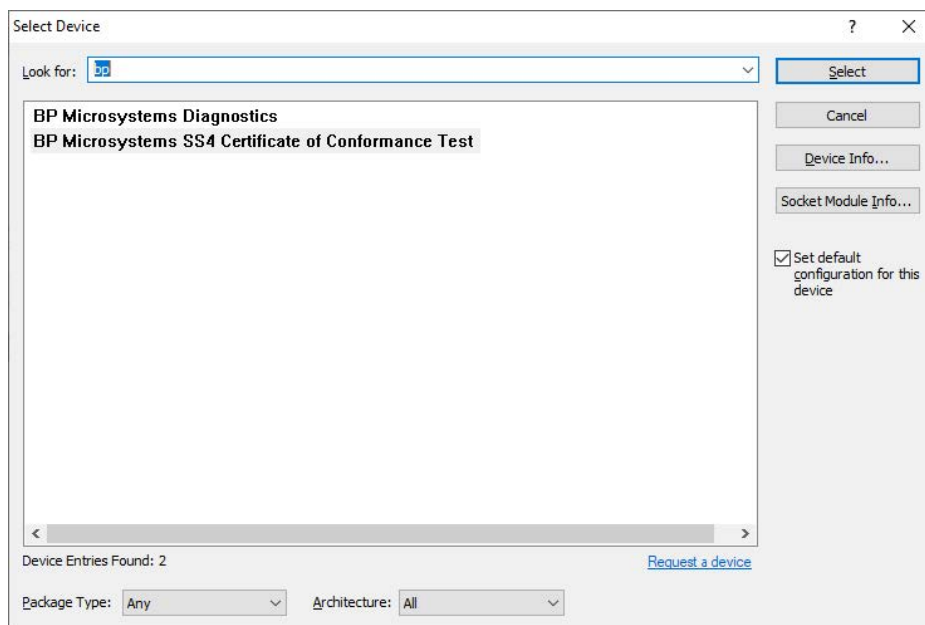 Select Device
Look for: bp
Select
BP Microsystems Diagnostics
BP Microsystems SS4 Certificate of Conformance Test
Cancel
Device Info...
Socket Module Info...
Set default
configuration for this
device
Device Entries Found: 2
Request a device
Package Type: Any
Architecture: All